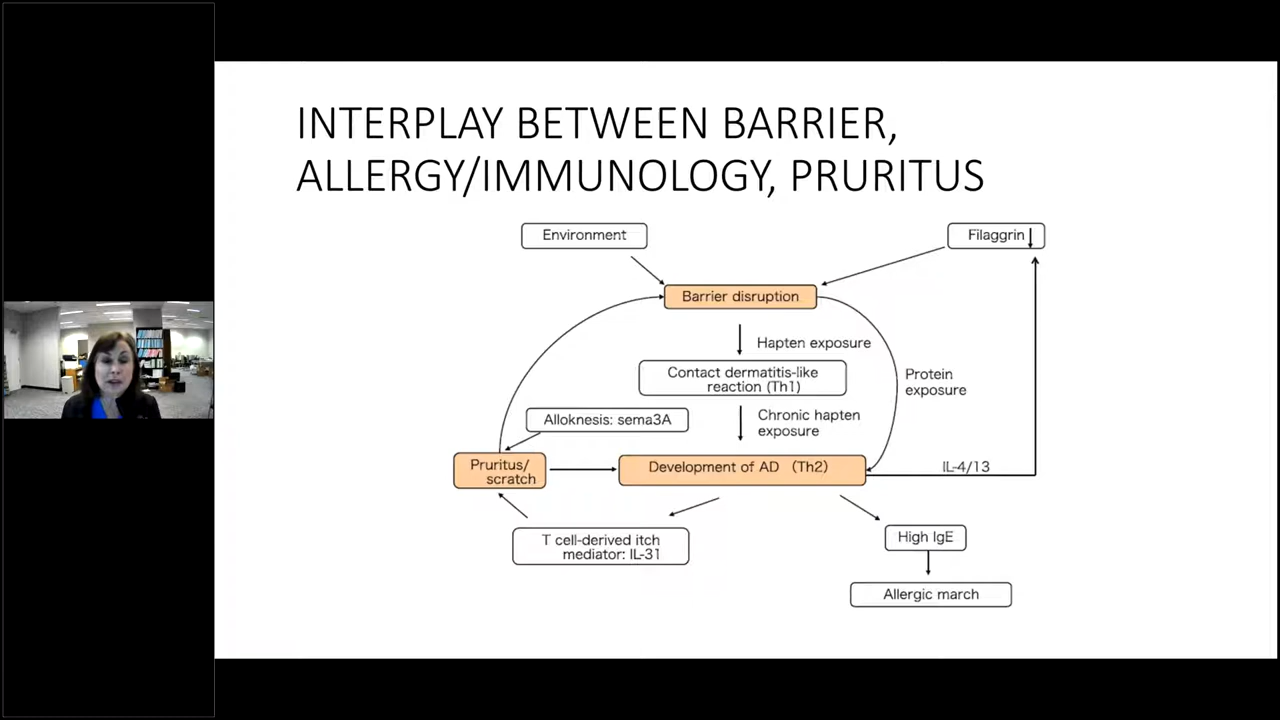 INTERPLAY BETWEEN BARRIER,
ALLERGY/IMMUNOLOGY, PRURITUS
Environment
Filaggrin↓
Barrier disruption
Hapten exposure
Contact dermatitis-like
reaction (Th1)
Protein
exposure
Chronic hapten
exposure
Alloknesis: sema3A
Pruritus/
scratch
Development of AD (Th2)
IL-4/13
T cell-derived itch
mediator: IL-31
High IgE
Allergic march